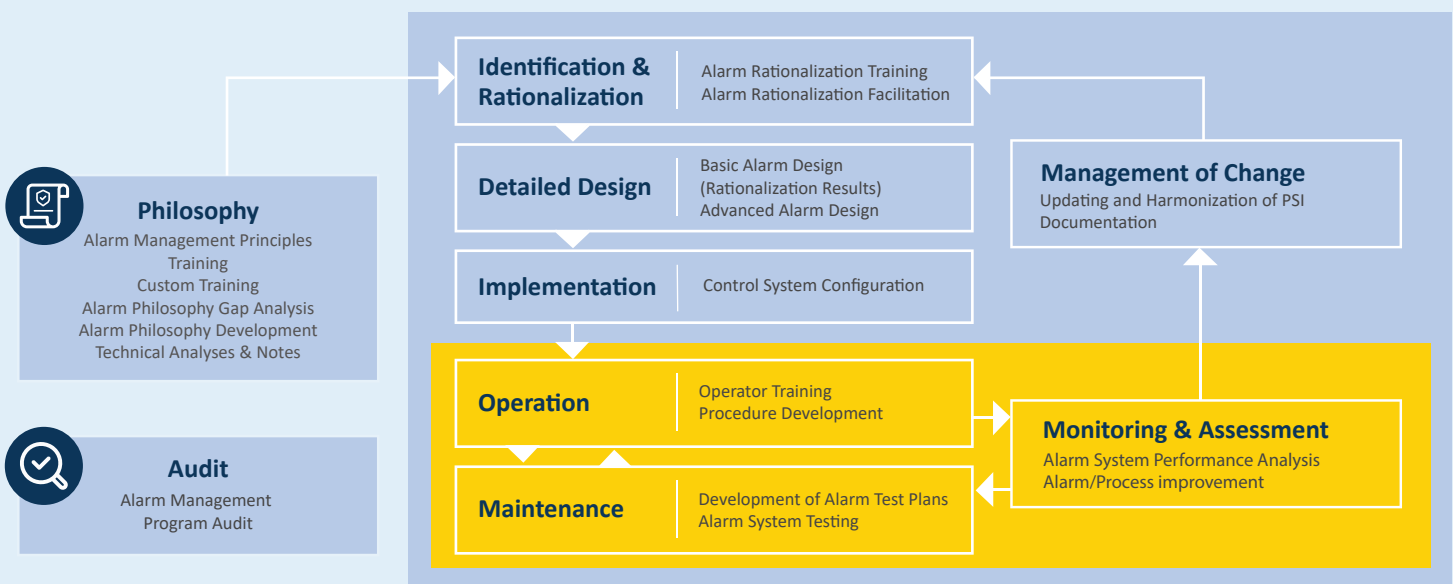 Philosophy
Alarm Management Principles
Training
Custom Training
Alarm Philosophy Gap Analysis
Alarm Philosophy Development
Technical Analyses & Notes
Audit
Alarm Management
Program Audit
Identification &
Rationalization
Alarm Rationalization Training
Alarm Rationalization Facilitation
Detailed Design
Basic Alarm Design
(Rationalization Results)
Advanced Alarm Design
Implementation
Control System Configuration
Operation
Operator Training
Procedure Development
Maintenance
Development of Alarm Test Plans
Alarm System Testing
Management of Change
Updating and Harmonization of PSI
Documentation
Monitoring & Assessment
Alarm System Performance Analysis
Alarm/Process improvement